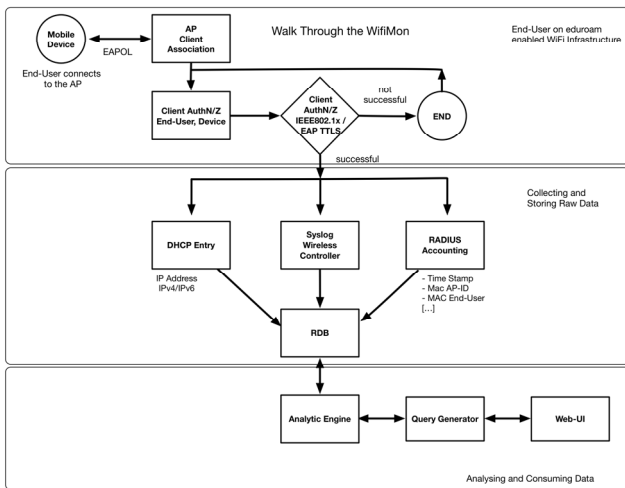 Walk Through the WifiMon
End-User on eduroam
enabled WiFi Infrastructure
Mobile
Device
EAPOL
AP
Client
Association
End-User connects
to the AP
Client AuthN/Z
End-User, Device
Client
AuthN/Z
IEEE802.1x /
EAP TTLS
not
successful
END
successful
Collecting and
Storing Raw Data
DHCP Entry
Syslog
Wireless
Controller
RADIUS
Accounting
IP Address
IPv4/IPv6
- Time Stamp
- Mac AP-ID
- MAC End-User
[...]
RDB
Analytic Engine
Query Generator
Web-UI
Analysing and Consuming Data